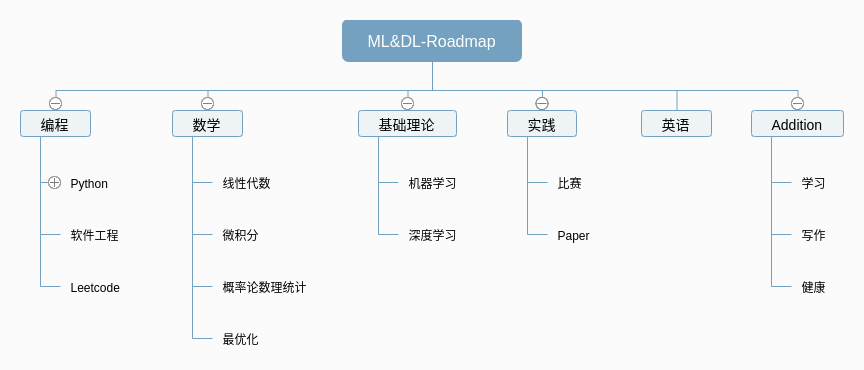 ML&DL-Roadmap
编程
数学
基础理论
实践
英语
Addition
Python
线性代数
机器学习
比赛
学习
软件工程
微积分
深度学习
Paper
写作
Leetcode
概率论数理统计
健康
最优化